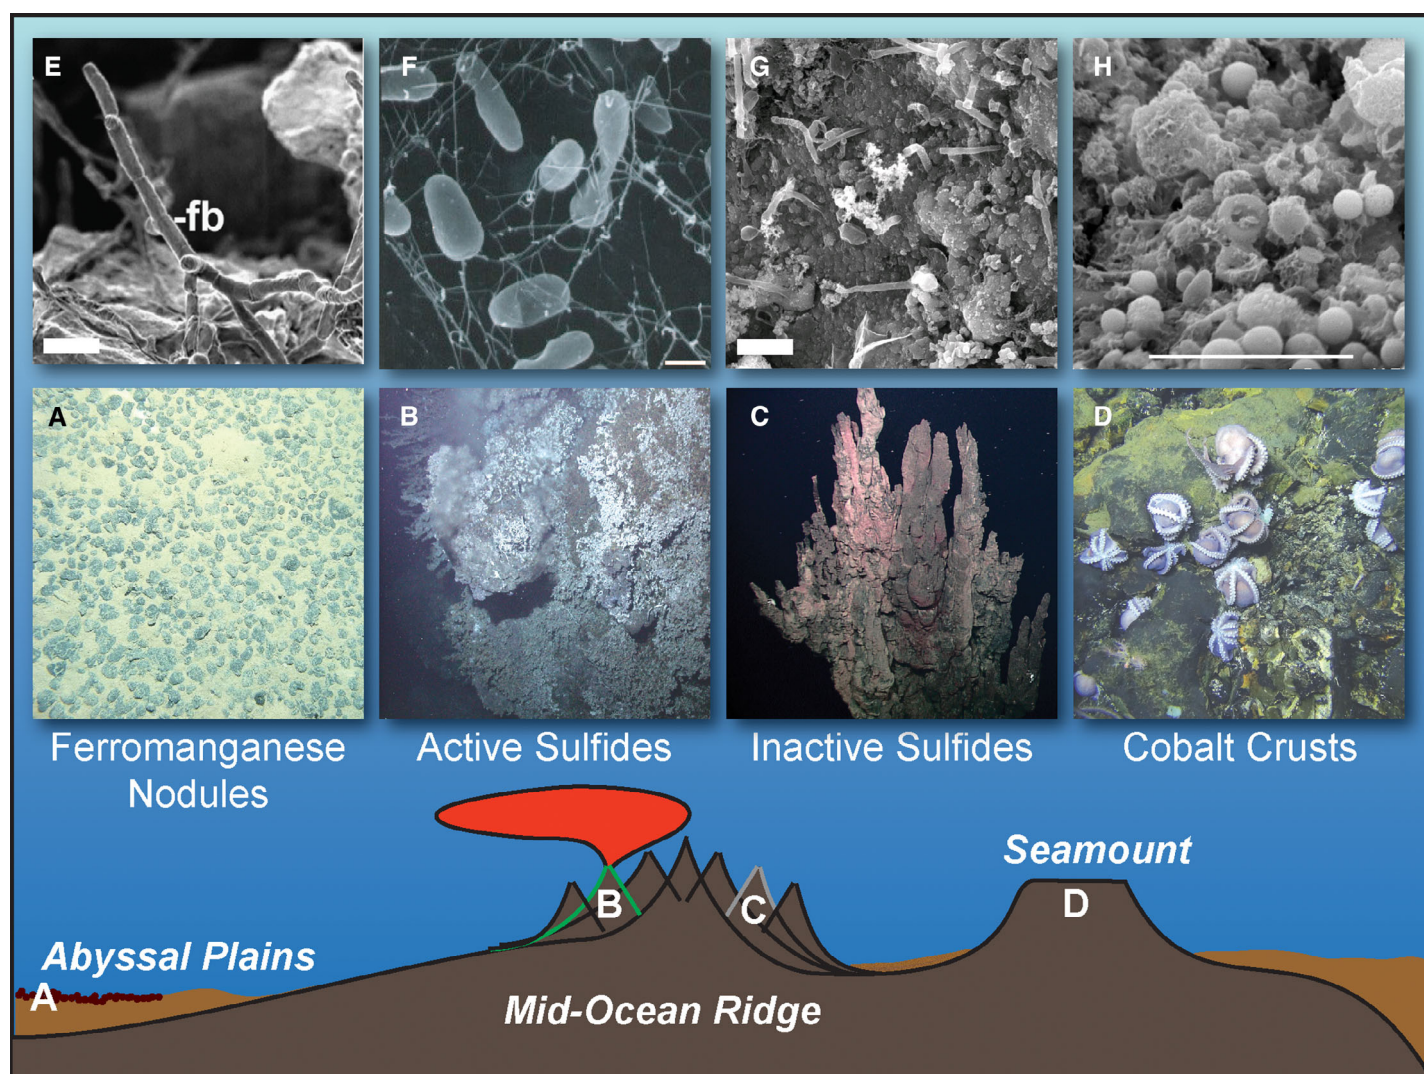 E
F
G
H
-fb
A
B
C
D
Ferromanganese
Nodules
Active Sulfides
Inactive Sulfides
Cobalt Crusts
Seamount
B
C
D
Abyssal Plains
A
Mid-Ocean Ridge